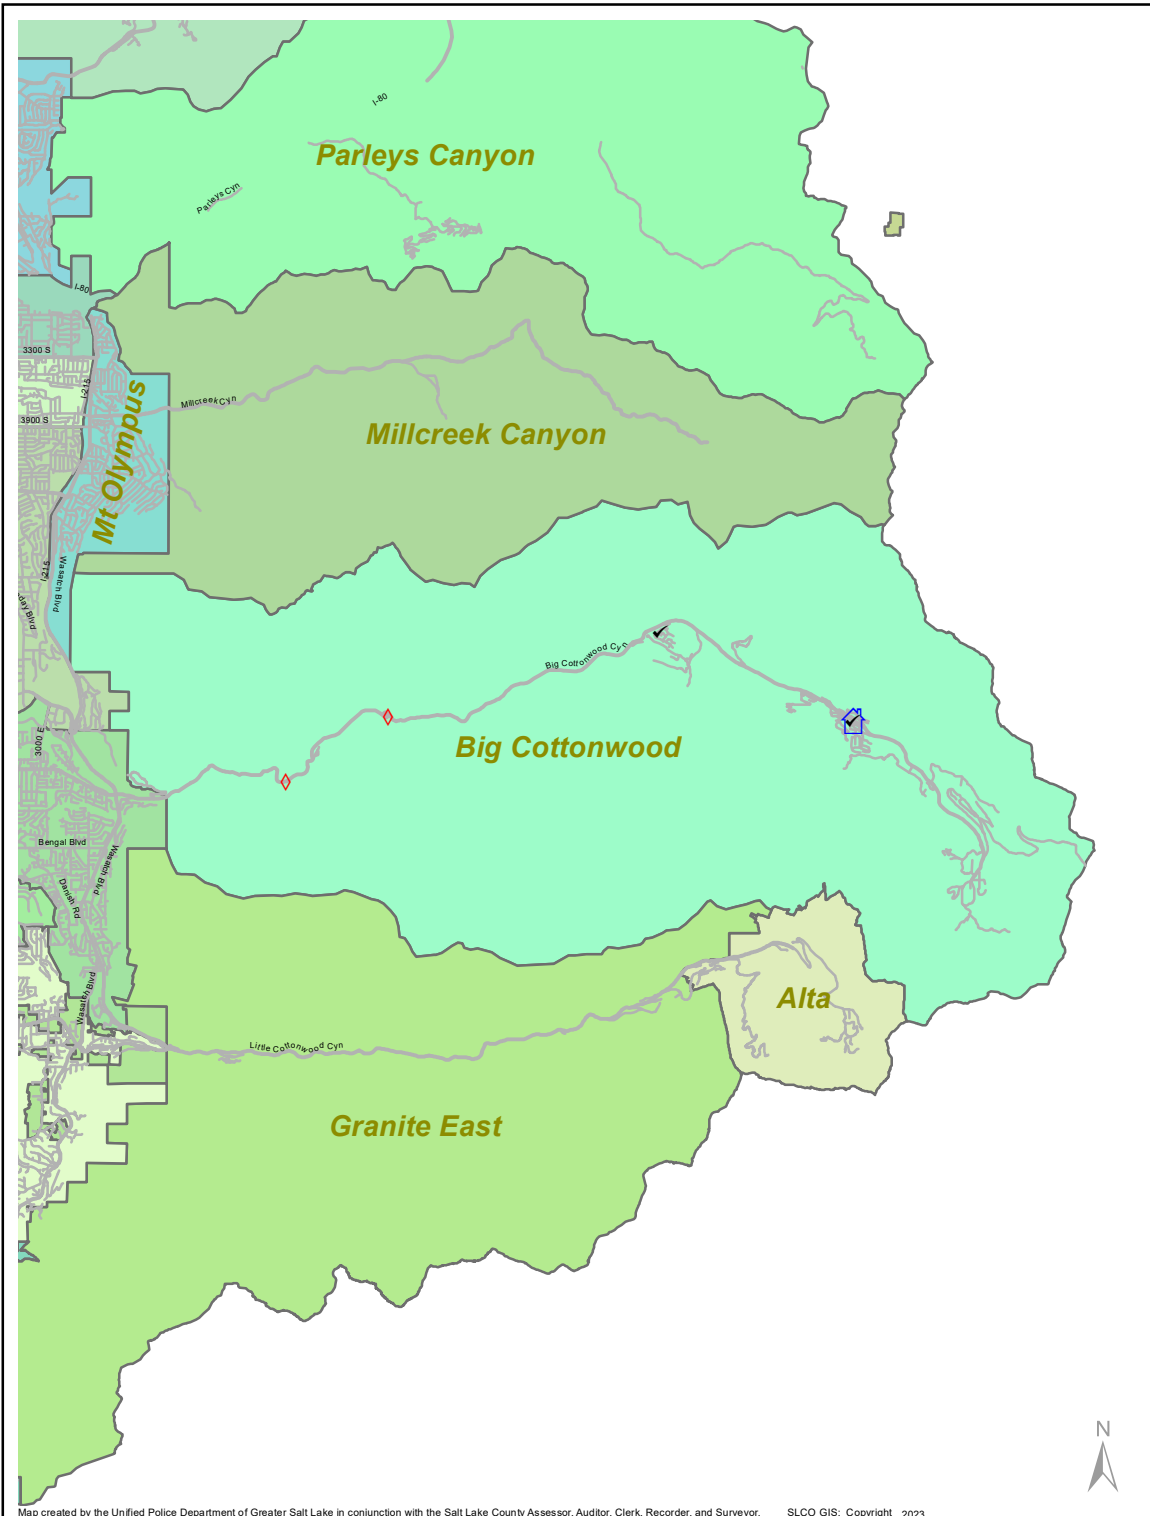 I-80
Parleys Canyon
Parleys Cyn
I-80
3300 S
I-215
Millcreek Cyn
3900 S
Mt Olympus
Millcreek Canyon
I-215
Wasatch Blvd
day Blvd
Big Cottonwood Cyn
3000 E
Big Cottonwood
Bengal Blvd
Wasatch Blvd
Danish Rd
Wasatch Blvd
Alta
Little Cottonwood Cyn
Granite East
N
Map created by the Unified Police Department of Greater Salt Lake in conjunction with the Salt Lake County Assessor, Auditor, Clerk, Recorder, and Surveyor. SLCO GIS: Copyright 2023